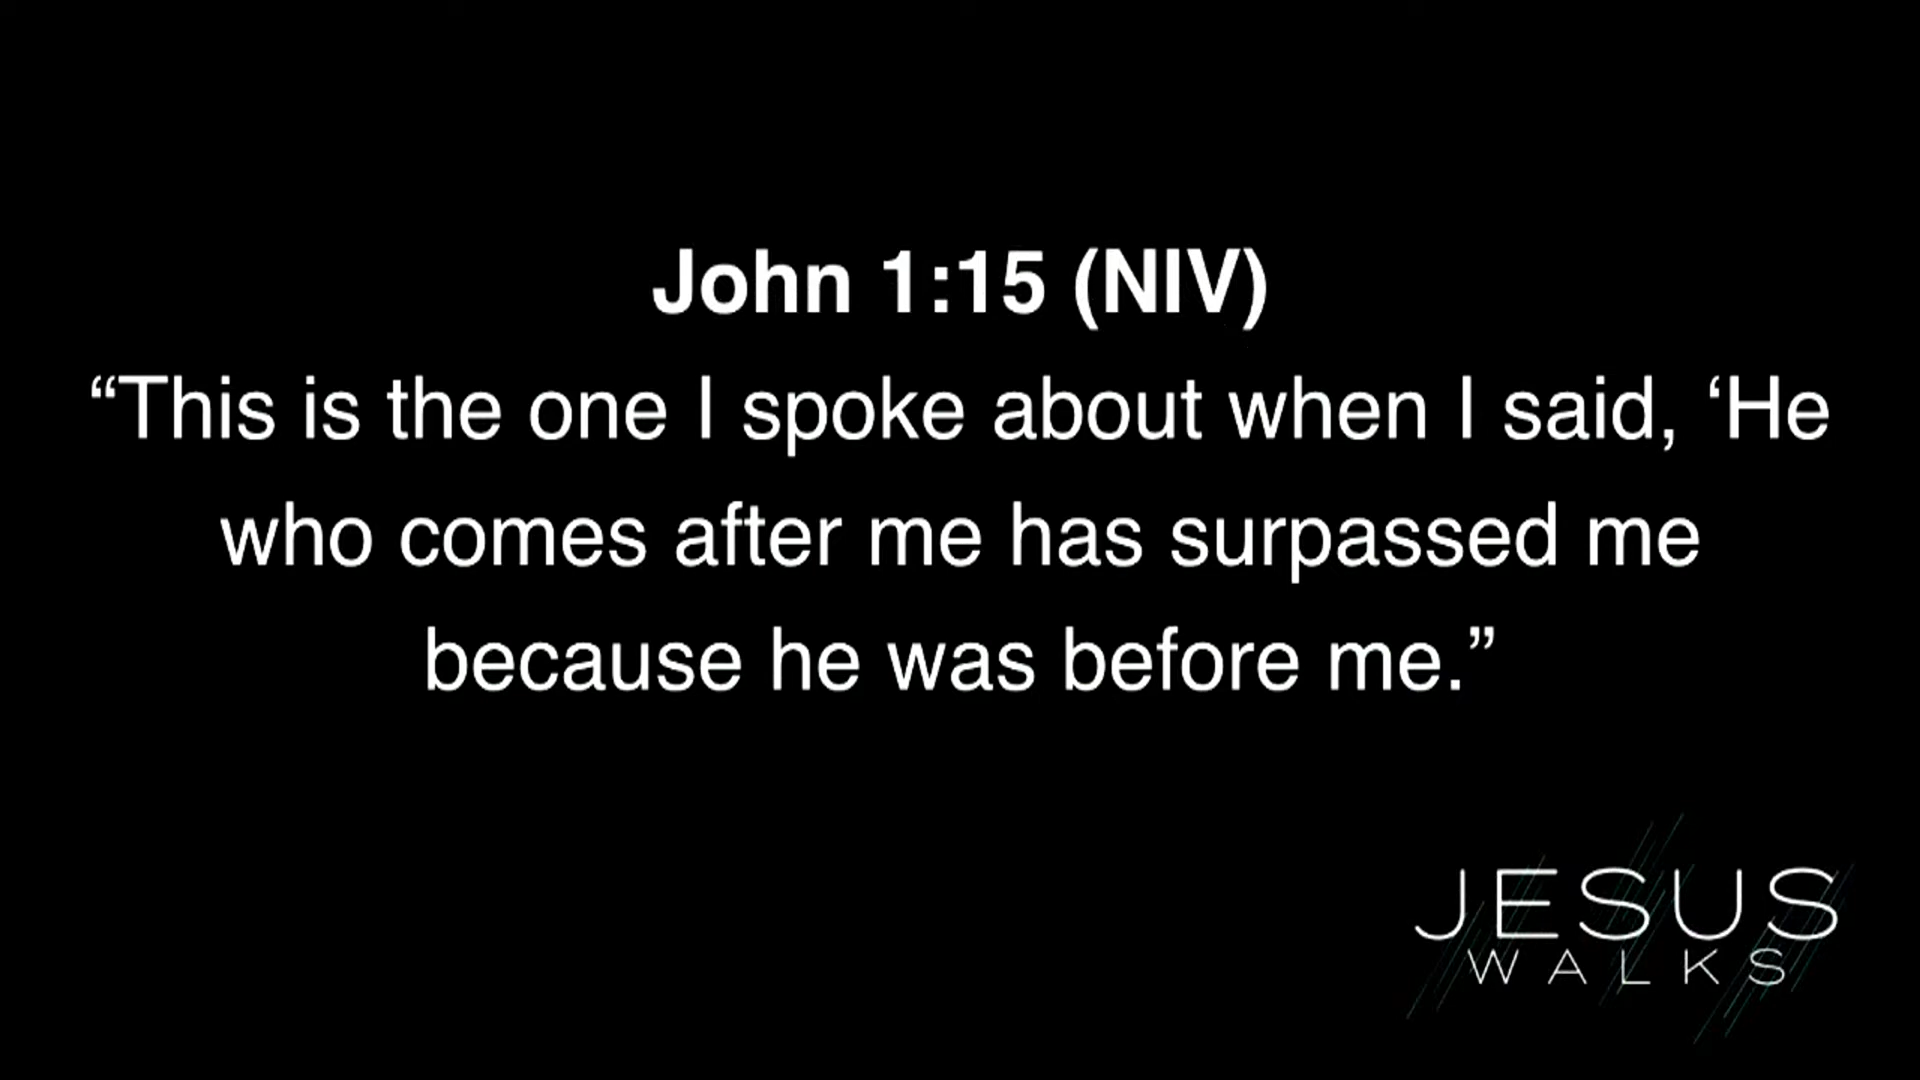 John 1:15 (NIV)
“This is the one I spoke about when I said, ‘He
who comes after me has surpassed me
because he was before me.”
JESUS
WALKS